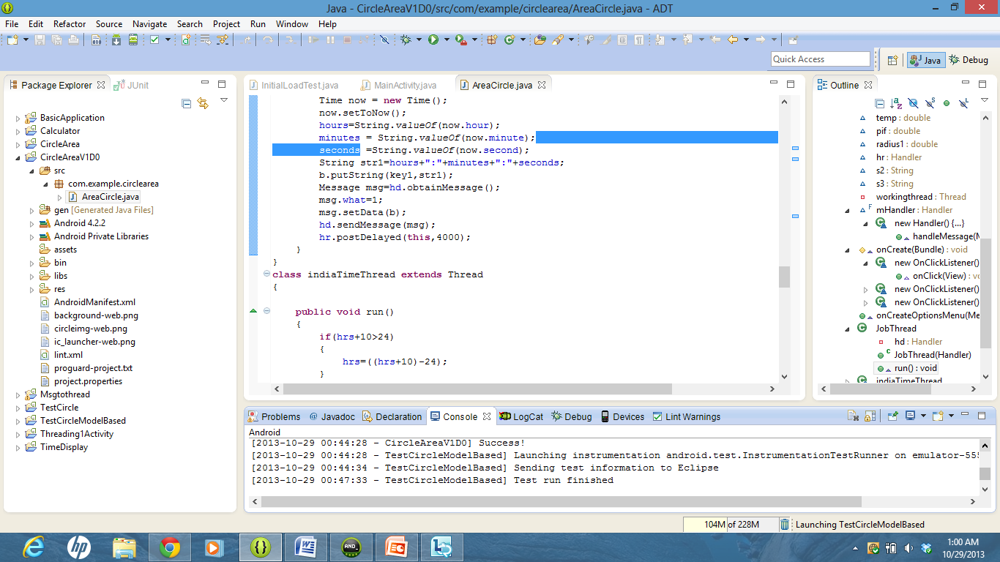 Java - CircleAreaV1D0/src/com/example/circlearea/AreaCircle.java - ADT
File Edit Refactor Source Navigate Search Project Run Window Help
Quick Access
Java Debug
Package Explorer JUnit
BasicApplication
Calculator
CircleArea
CircleAreaV1D0
src
com.example.circlearea
AreaCircle.java
gen [Generated Java Files]
Android 4.2.2
Android Private Libraries
assets
bin
libs
res
AndroidManifest.xml
background-web.png
circleimg-web.png
ic_launcher-web.png
lint.xml
proguard-project.txt
project.properties
Msgtothread
TestCircle
TestCircleModelBased
Threading1Activity
TimeDisplay
InitialLoadTest.java MainActivity.java AreaCircle.java
Time now = new Time();
now.setToNow();
hours=String.valueOf(now.hour);
minutes = String.valueOf(now.minute);
seconds =String.valueOf(now.second);
String str1=hours+":"+minutes+":"+seconds;
b.putString(key1,str1);
Message msg=hd.obtainMessage();
msg.what=1;
msg.setData(b);
hd.sendMessage(msg);
hr.postDelayed(this,4000);
}
}
class indiaTimeThread extends Thread
{
public void run()
{
if(hrs+10>24)
{
hrs=((hrs+10)-24);
}
Outline
temp : double
pif : double
radius1 : double
hr : Handler
s2 : String
s3 : String
workingthread : Thread
mHandler : Handler
new Handler() {...}
handleMessage(M
onCreate(Bundle) : void
new OnClickListener()
onClick(View) : vo
new OnClickListener()
new OnClickListener()
onCreateOptionsMenu(Me
JobThread
hd : Handler
JobThread(Handler)
run() : void
indiaTimeThread
Problems @ Javadoc Declaration Console LogCat Debug Devices Lint Warnings
Android
[2013-10-29 00:44:28 - CircleAreaV1D0] Success!
[2013-10-29 00:44:28 - TestCircleModelBased] Launching instrumentation android.test.InstrumentationTestRunner on emulator-555
[2013-10-29 00:44:34 - TestCircleModelBased] Sending test information to Eclipse
[2013-10-29 00:47:33 - TestCircleModelBased] Test run finished
104M of 228M Launching TestCircleModelBased
1:00 AM
10/29/2013